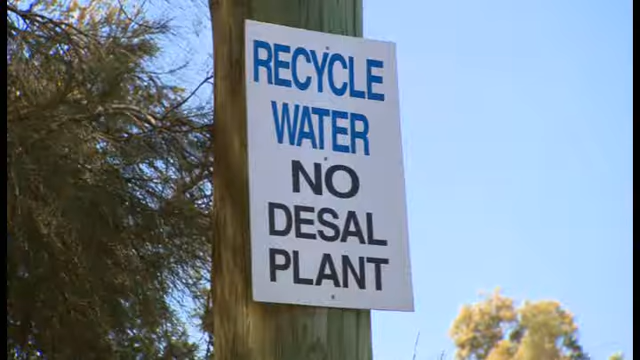 RECYCLE
WATER
NO
DESAL
PLANT